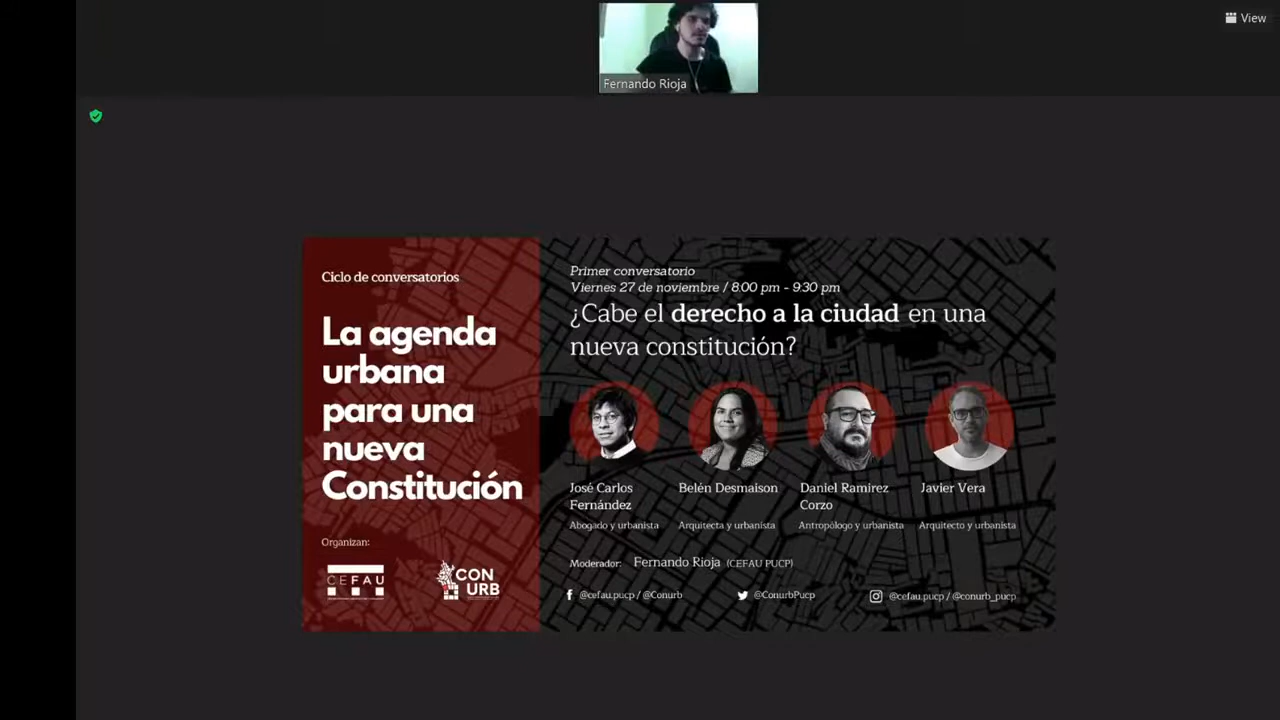 View
Fernando Rioja
Ciclo de conversatorios
La agenda
urbana
para una
nueva
Constitución
Organizan:
CEFAU
CON
URB
Primer conversatorio
Viernes 27 de noviembre / 8:00 pm - 9:30 pm
¿Cabe el derecho a la ciudad en una
nueva constitución?
José Carlos
Fernández
Abogado y urbanista
Belén Desmaison
Arquitecta y urbanista
Daniel Ramirez
Corzo
Antropólogo y urbanista
Javier Vera
Arquitecto y urbanista
Moderador: Fernando Rioja (CEFAU PUCP)
@cefau.pucp / @Conurb
@ConurbPucp
@cefau.pucp / @conurb_pucp